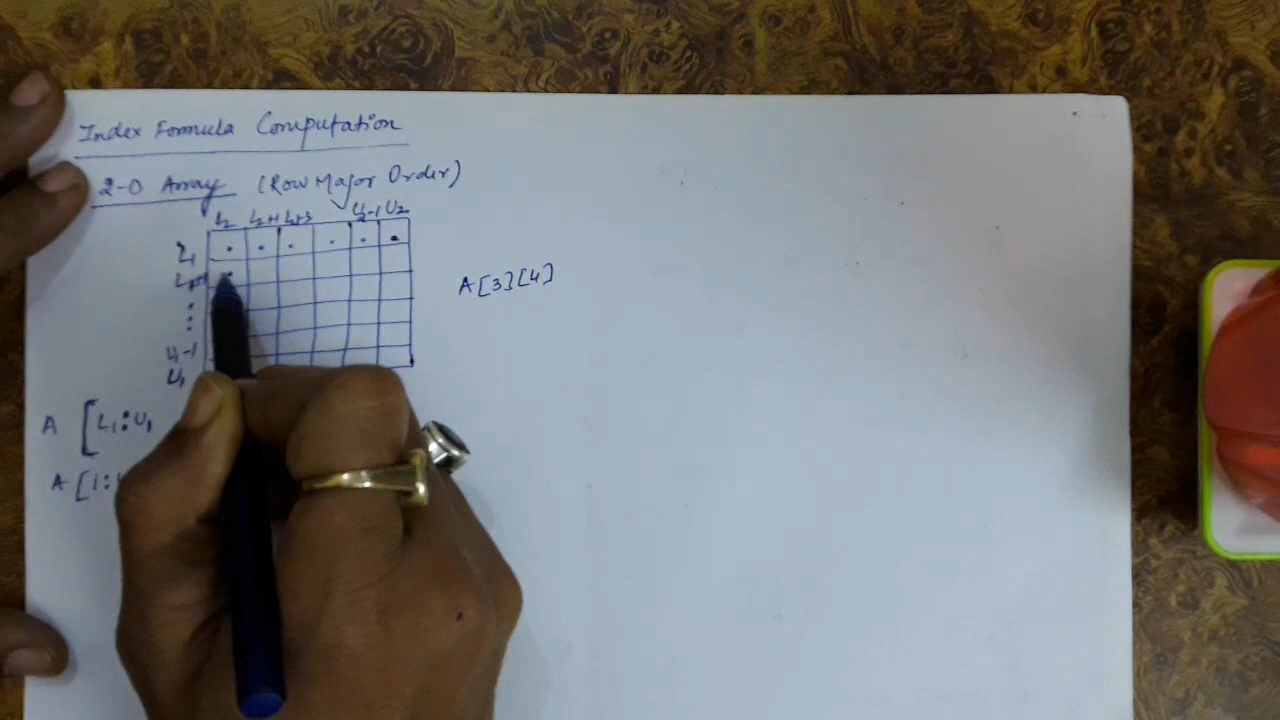 Index Formula Computation
2-D Array (Row Major Order)
L2 L2+1 L2+3 U2-1 U2
L1
L1+1
U1-1
U1
A[3][4]
A [L1:U1
A [1: